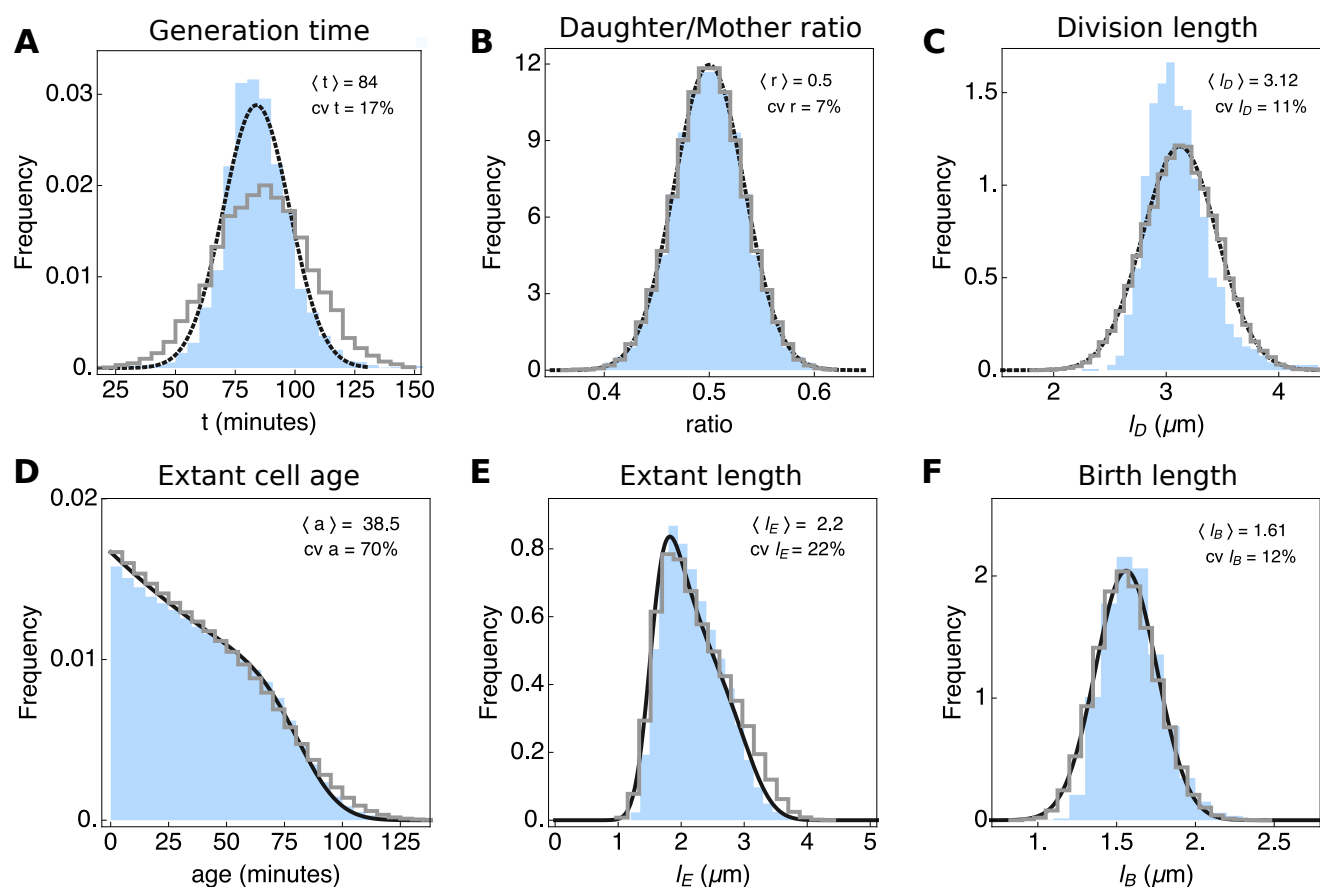 A
Generation time
Frequency
0.03
0.02
0.01
0.
⟨ t ⟩ = 84
cv t = 17%
25
50
75
100
150
t (minutes)
B
Daughter/Mother ratio
Frequency
12
9
6
3
0
⟨ r ⟩ = 0.5
cv r = 7%
0.4
0.5
0.6
ratio
C
Division length
Frequency
1.5
1.
0.5
0.
⟨ l_D ⟩ = 3.12
cv l_D = 11%
2
3
4
l_D (μm)
D
Extant cell age
Frequency
0.02
0.01
0.
⟨ a ⟩ = 38.5
cv a = 70%
0
25
50
75
100
125
age (minutes)
E
Extant length
Frequency
0.8
0.6
0.4
0.2
0.
⟨ l_E ⟩ = 2.2
cv l_E = 22%
0
1
2
3
4
5
l_E (μm)
F
Birth length
Frequency
2
1
0.
⟨ l_B ⟩ = 1.61
cv l_B = 12%
1.
1.5
2.
2.5
l_B (μm)